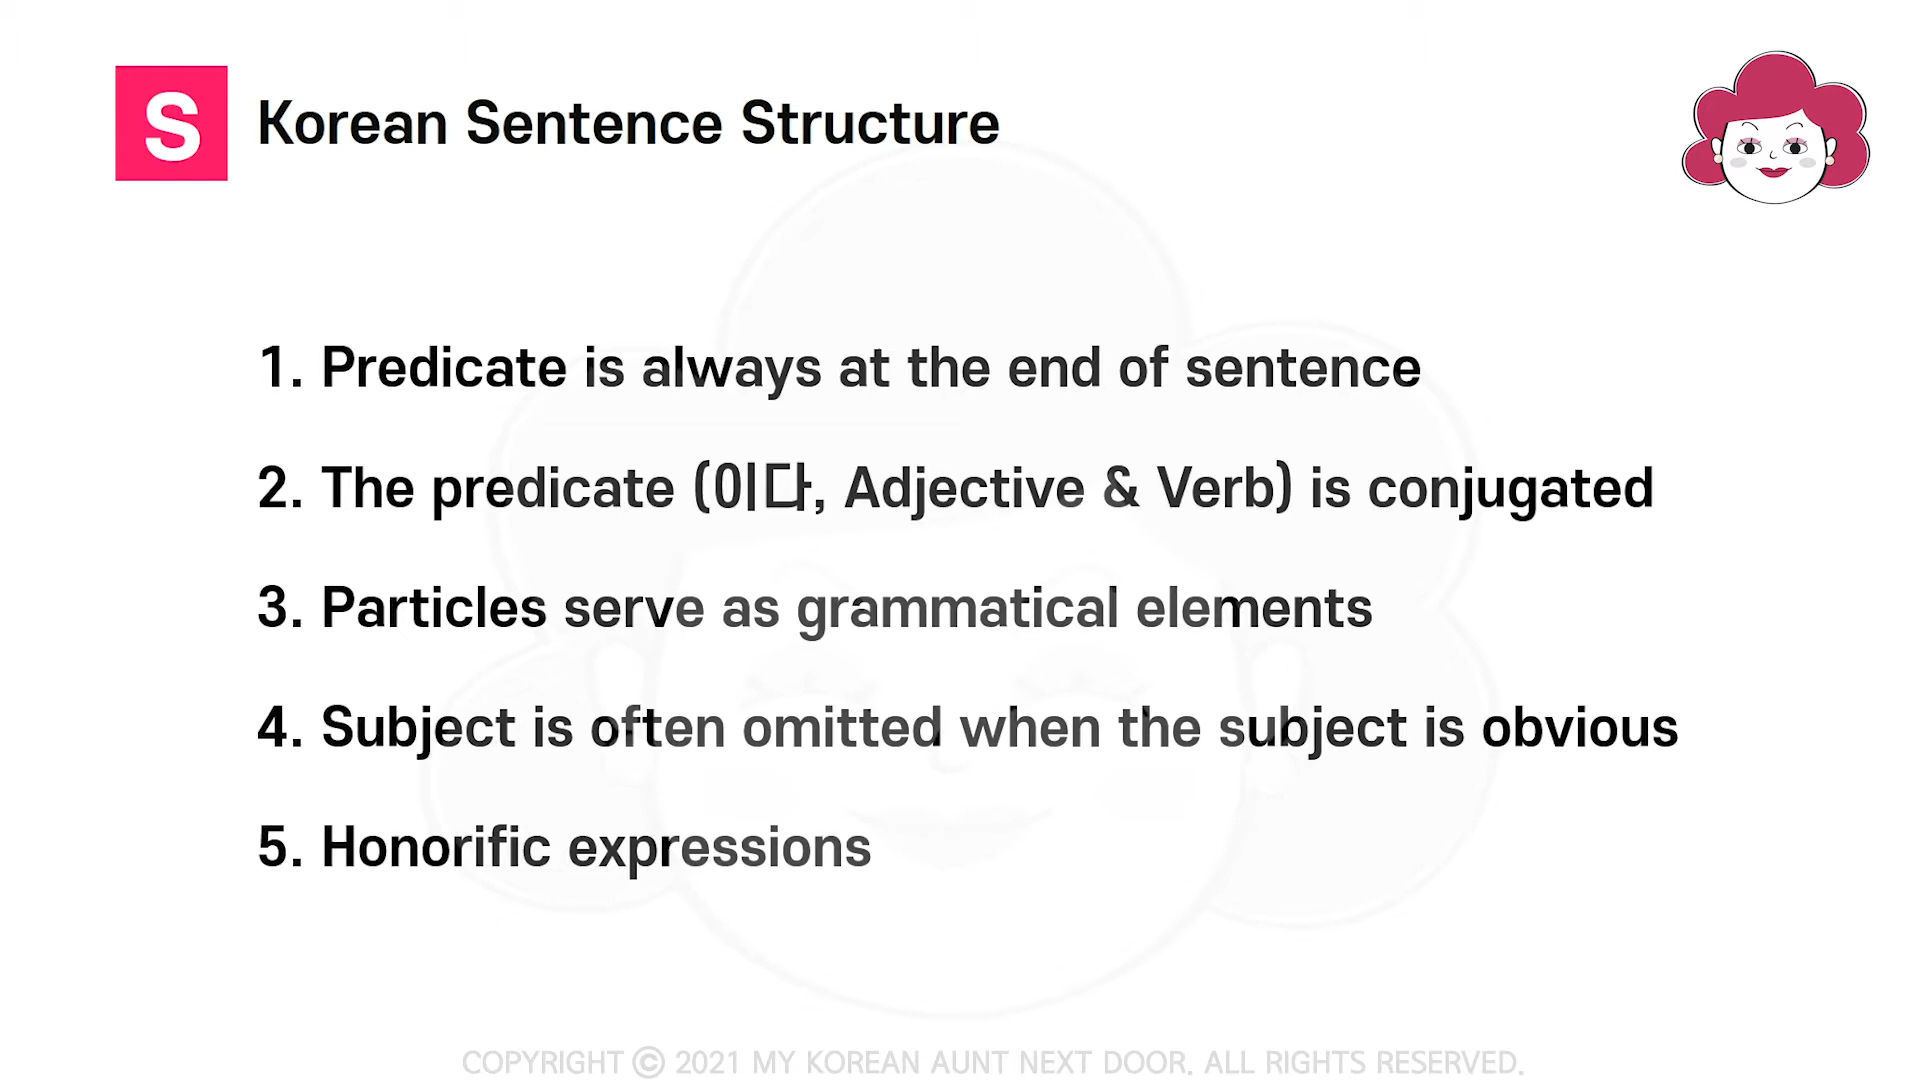 S Korean Sentence Structure
1. Predicate is always at the end of sentence
2. The predicate (이다, Adjective & Verb) is conjugated
3. Particles serve as grammatical elements
4. Subject is often omitted when the subject is obvious
5. Honorific expressions
COPYRIGHT © 2021 MY KOREAN AUNT NEXT DOOR. ALL RIGHTS RESERVED.